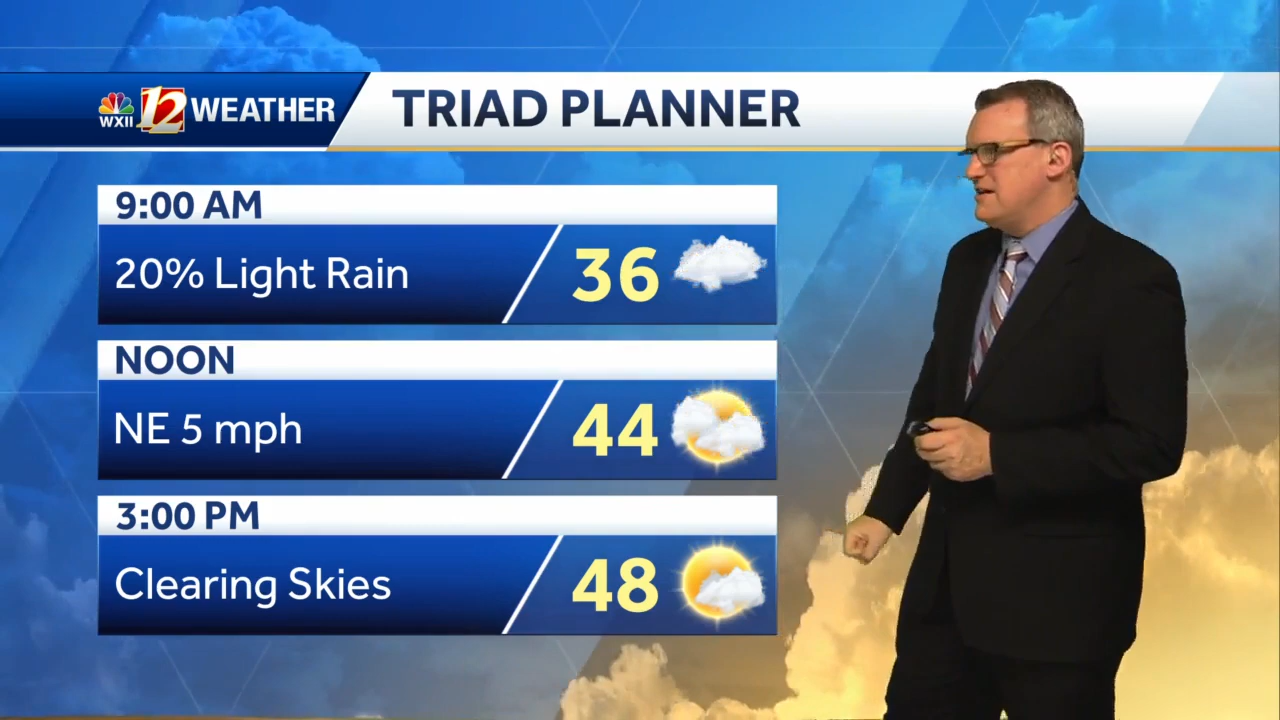 WXII 12 WEATHER
TRIAD PLANNER
9:00 AM
20% Light Rain 36
NOON
NE 5 mph 44
3:00 PM
Clearing Skies 48